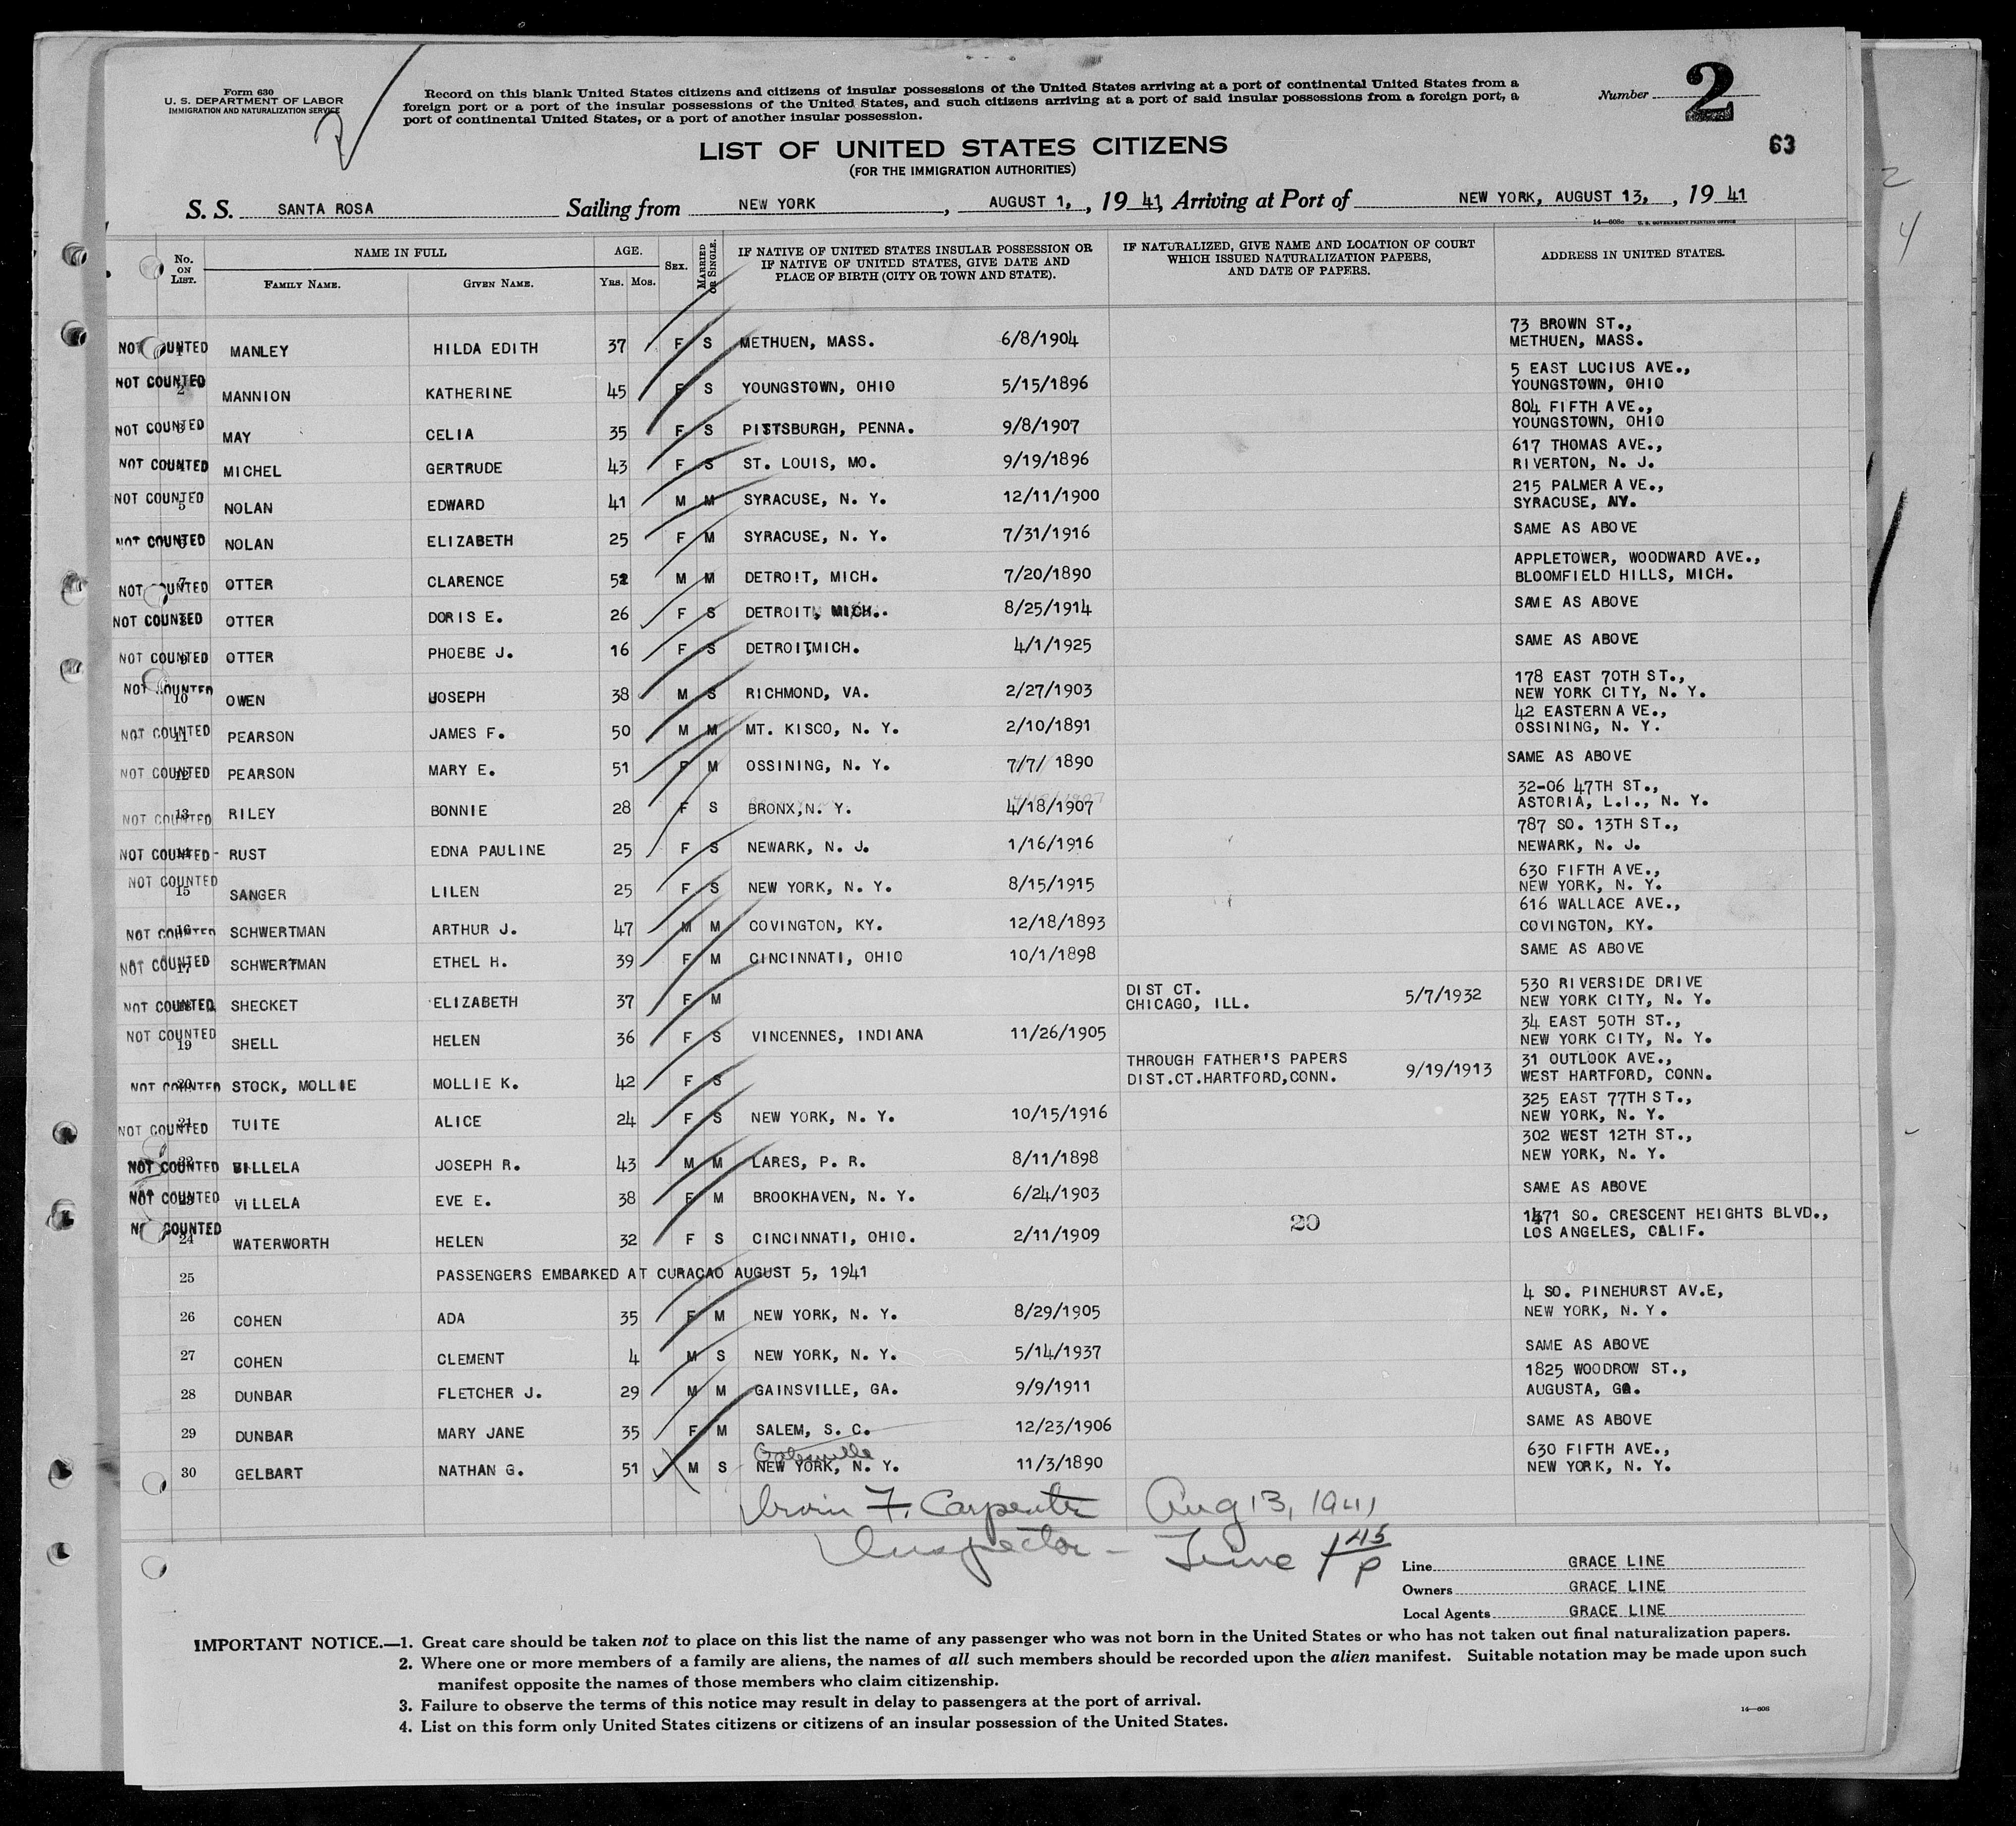 Form 630
U. S. DEPARTMENT OF LABOR
IMMIGRATION AND NATURALIZATION SERVICE
Record on this blank United States citizens and citizens of insular possessions of the United States arriving at a port of continental United States from a
foreign port or a port of the insular possessions of the United States, and such citizens arriving at a port of said insular possessions from a foreign port, a
port of continental United States, or a port of another insular possession.
Number 2
63
LIST OF UNITED STATES CITIZENS
(FOR THE IMMIGRATION AUTHORITIES)
S. S. SANTA ROSA Sailing from NEW YORK, AUGUST 1, , 19 41, Arriving at Port of NEW YORK, AUGUST 13, , 19 41
14—608c U. S. GOVERNMENT PRINTING OFFICE
No. ON LIST. NAME IN FULL FAMILY NAME. GIVEN NAME. AGE. YRS. MOS. SEX. MARRIED OR SINGLE. IF NATIVE OF UNITED STATES INSULAR POSSESSION OR IF NATIVE OF UNITED STATES, GIVE DATE AND PLACE OF BIRTH (CITY OR TOWN AND STATE). IF NATURALIZED, GIVE NAME AND LOCATION OF COURT WHICH ISSUED NATURALIZATION PAPERS, AND DATE OF PAPERS. ADDRESS IN UNITED STATES.
NOT COUNTED 1 MANLEY HILDA EDITH 37 F S METHUEN, MASS. 6/8/1904 73 BROWN ST., METHUEN, MASS.
NOT COUNTED 2 MANNION KATHERINE 45 F S YOUNGSTOWN, OHIO 5/15/1896 5 EAST LUCIUS AVE., YOUNGSTOWN, OHIO
NOT COUNTED 3 MAY CELIA 35 F S PITTSBURGH, PENNA. 9/8/1907 804 FIFTH AVE., YOUNGSTOWN, OHIO
NOT COUNTED 4 MICHEL GERTRUDE 43 F S ST. LOUIS, MO. 9/19/1896 617 THOMAS AVE., RIVERTON, N. J.
NOT COUNTED 5 NOLAN EDWARD 41 M M SYRACUSE, N. Y. 12/11/1900 215 PALMER A VE., SYRACUSE, NY.
NOT COUNTED 6 NOLAN ELIZABETH 25 F M SYRACUSE, N. Y. 7/31/1916 SAME AS ABOVE
NOT COUNTED 7 OTTER CLARENCE 52 M M DETROIT, MICH. 7/20/1890 APPLETOWER, WOODWARD AVE., BLOOMFIELD HILLS, MICH.
NOT COUNTED 8 OTTER DORIS E. 26 F S DETROIT, MICH. 8/25/1914 SAME AS ABOVE
NOT COUNTED 9 OTTER PHOEBE J. 16 F S DETROIT,MICH. 4/1/1925 SAME AS ABOVE
NOT COUNTED 10 OWEN JOSEPH 38 M S RICHMOND, VA. 2/27/1903 178 EAST 70TH ST., NEW YORK CITY, N. Y.
NOT COUNTED 11 PEARSON JAMES F. 50 M M MT. KISCO, N. Y. 2/10/1891 42 EASTERN A VE., OSSINING, N. Y.
NOT COUNTED 12 PEARSON MARY E. 51 F M OSSINING, N. Y. 7/7/ 1890 SAME AS ABOVE
NOT COUNTED 13 RILEY BONNIE 28 F S BRONX,N. Y. 4/18/1907 32-06 47TH ST., ASTORIA, L.I., N. Y.
NOT COUNTED 14 RUST EDNA PAULINE 25 F S NEWARK, N. J. 1/16/1916 787 SO. 13TH ST., NEWARK, N. J.
NOT COUNTED 15 SANGER LILEN 25 F S NEW YORK, N. Y. 8/15/1915 630 FIFTH AVE., NEW YORK, N. Y.
NOT COUNTED 16 SCHWERTMAN ARTHUR J. 47 M M COVINGTON, KY. 12/18/1893 616 WALLACE AVE., COVINGTON, KY.
NOT COUNTED 17 SCHWERTMAN ETHEL H. 39 F M CINCINNATI, OHIO 10/1/1898 SAME AS ABOVE
NOT COUNTED 18 SHECKET ELIZABETH 37 F M DIST CT. CHICAGO, ILL. 5/7/1932 530 RIVERSIDE DRIVE NEW YORK CITY, N. Y.
NOT COUNTED 19 SHELL HELEN 36 F S VINCENNES, INDIANA 11/26/1905 34 EAST 50TH ST., NEW YORK CITY, N. Y.
NOT COUNTED 20 STOCK, MOLLIE MOLLIE K. 42 F S THROUGH FATHER'S PAPERS DIST.CT.HARTFORD,CONN. 9/19/1913 31 OUTLOOK AVE., WEST HARTFORD, CONN.
NOT COUNTED 21 TUITE ALICE 24 F S NEW YORK, N. Y. 10/15/1916 325 EAST 77TH ST., NEW YORK, N. Y.
NOT COUNTED 22 VILLELA JOSEPH R. 43 M M LARES, P. R. 8/11/1898 302 WEST 12TH ST., NEW YORK, N. Y.
NOT COUNTED 23 VILLELA EVE E. 38 F M BROOKHAVEN, N. Y. 6/24/1903 SAME AS ABOVE
NOT COUNTED 24 WATERWORTH HELEN 32 F S CINCINNATI, OHIO. 2/11/1909 20 1471 SO. CRESCENT HEIGHTS BLVD., LOS ANGELES, CALIF.
25 PASSENGERS EMBARKED AT CURACAO AUGUST 5, 1941
26 COHEN ADA 35 F M NEW YORK, N. Y. 8/29/1905 4 SO. PINEHURST AV.E, NEW YORK, N. Y.
27 COHEN CLEMENT 4 M S NEW YORK, N. Y. 5/14/1937 SAME AS ABOVE
28 DUNBAR FLETCHER J. 29 M M GAINSVILLE, GA. 9/9/1911 1825 WOODROW ST., AUGUSTA, GA.
29 DUNBAR MARY JANE 35 F M SALEM, S. C. 12/23/1906 SAME AS ABOVE
30 GELBART NATHAN G. 51 M S NEW YORK, N. Y. 11/3/1890 630 FIFTH AVE., NEW YORK, N. Y.
Irvin F. Carpenter Aug 13, 1941
Inspector - Time 1 45 P
Line GRACE LINE
Owners GRACE LINE
Local Agents GRACE LINE
IMPORTANT NOTICE.—1. Great care should be taken not to place on this list the name of any passenger who was not born in the United States or who has not taken out final naturalization papers.
2. Where one or more members of a family are aliens, the names of all such members should be recorded upon the alien manifest. Suitable notation may be made upon such
manifest opposite the names of those members who claim citizenship.
3. Failure to observe the terms of this notice may result in delay to passengers at the port of arrival.
4. List on this form only United States citizens or citizens of an insular possession of the United States.
14—608